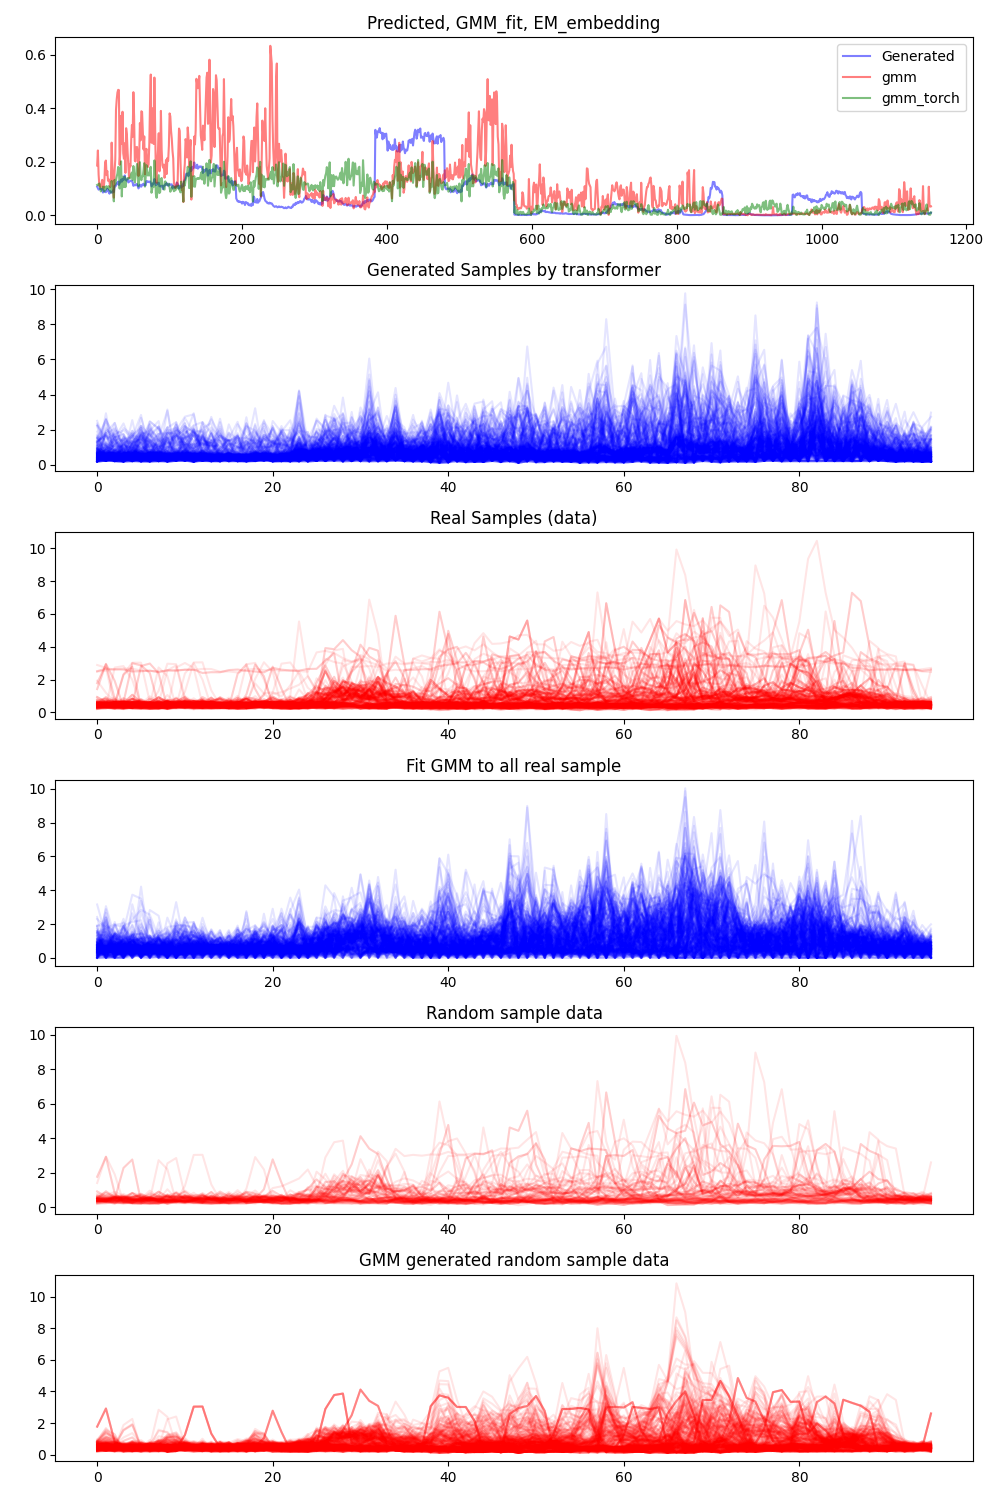 Predicted, GMM_fit, EM_embedding
0.6
0.4
0.2
0.0
Generated
gmm
gmm_torch
0 200 400 600 800 1000 1200
Generated Samples by transformer
10
8
6
4
2
0
0 20 40 60 80
Real Samples (data)
10
8
6
4
2
0
0 20 40 60 80
Fit GMM to all real sample
10
8
6
4
2
0
0 20 40 60 80
Random sample data
10
8
6
4
2
0
0 20 40 60 80
GMM generated random sample data
10
8
6
4
2
0
0 20 40 60 80